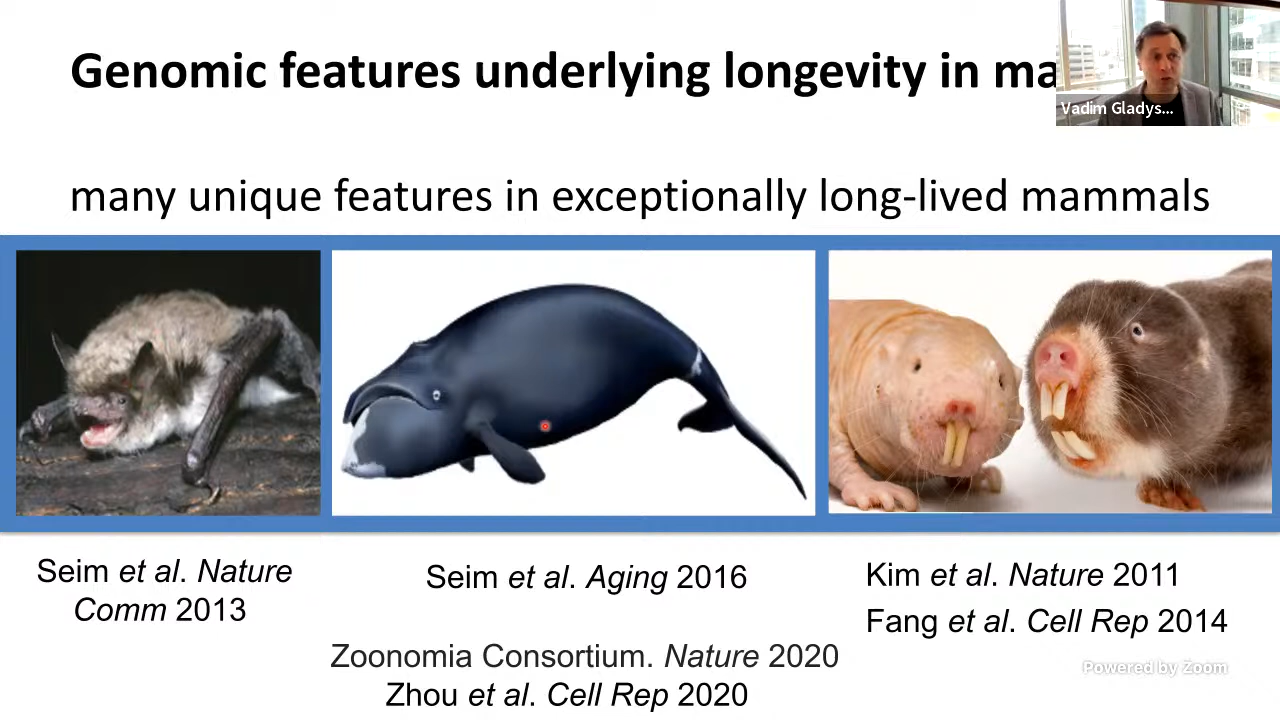 Genomic features underlying longevity in ma
Vadim Gladys...
many unique features in exceptionally long-lived mammals
Seim et al. Nature
Comm 2013
Seim et al. Aging 2016
Kim et al. Nature 2011
Fang et al. Cell Rep 2014
Zoonomia Consortium. Nature 2020
Zhou et al. Cell Rep 2020
Powered by Zoom